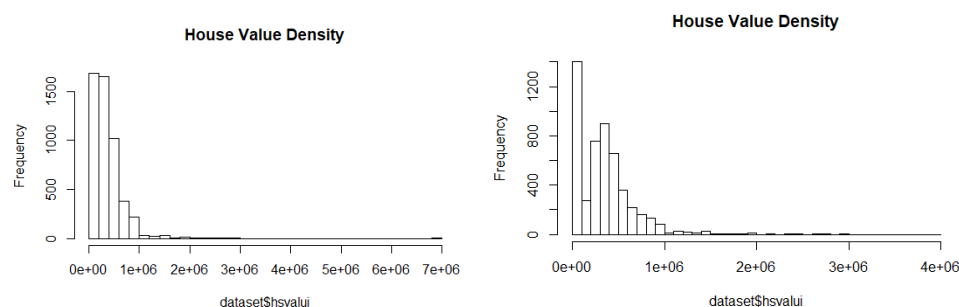 House Value Density
1500
1000
500
0
Frequency
0e+00 1e+06 2e+06 3e+06 4e+06 5e+06 6e+06 7e+06
dataset$hsvalui
House Value Density
1200
800
400
0
Frequency
0e+00 1e+06 2e+06 3e+06 4e+06
dataset$hsvalui